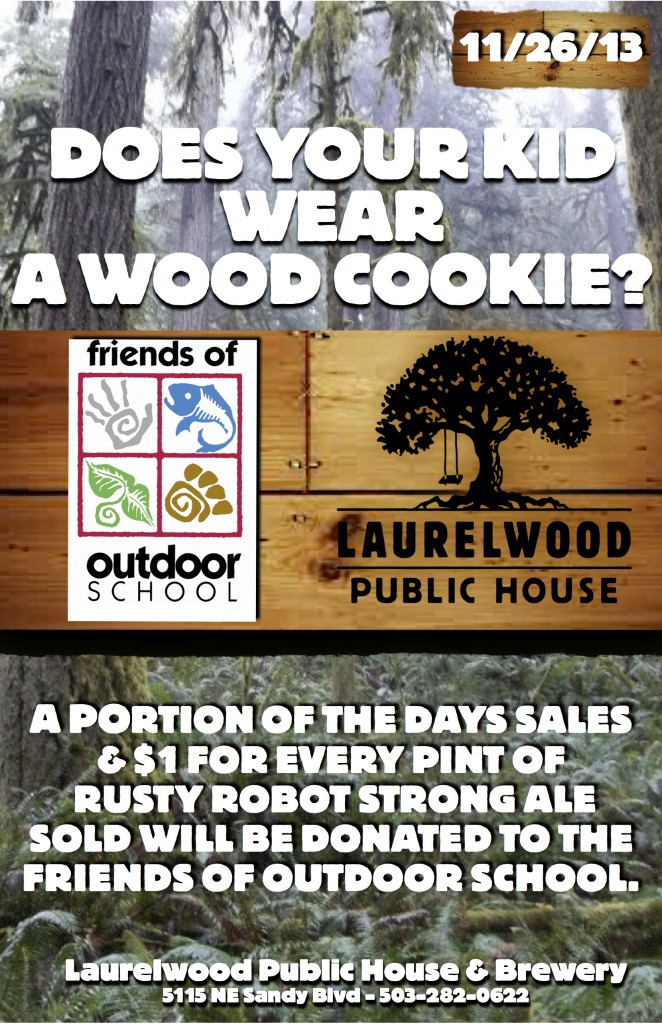 11/26/13
DOES YOUR KID
WEAR
A WOOD COOKIE?
friends of
outdoor
SCHOOL
LAURELWOOD
PUBLIC HOUSE
A PORTION OF THE DAYS SALES
& $1 FOR EVERY PINT OF
RUSTY ROBOT STRONG ALE
SOLD WILL BE DONATED TO THE
FRIENDS OF OUTDOOR SCHOOL.
Laurelwood Public House & Brewery
5115 NE Sandy Blvd - 503-282-0622